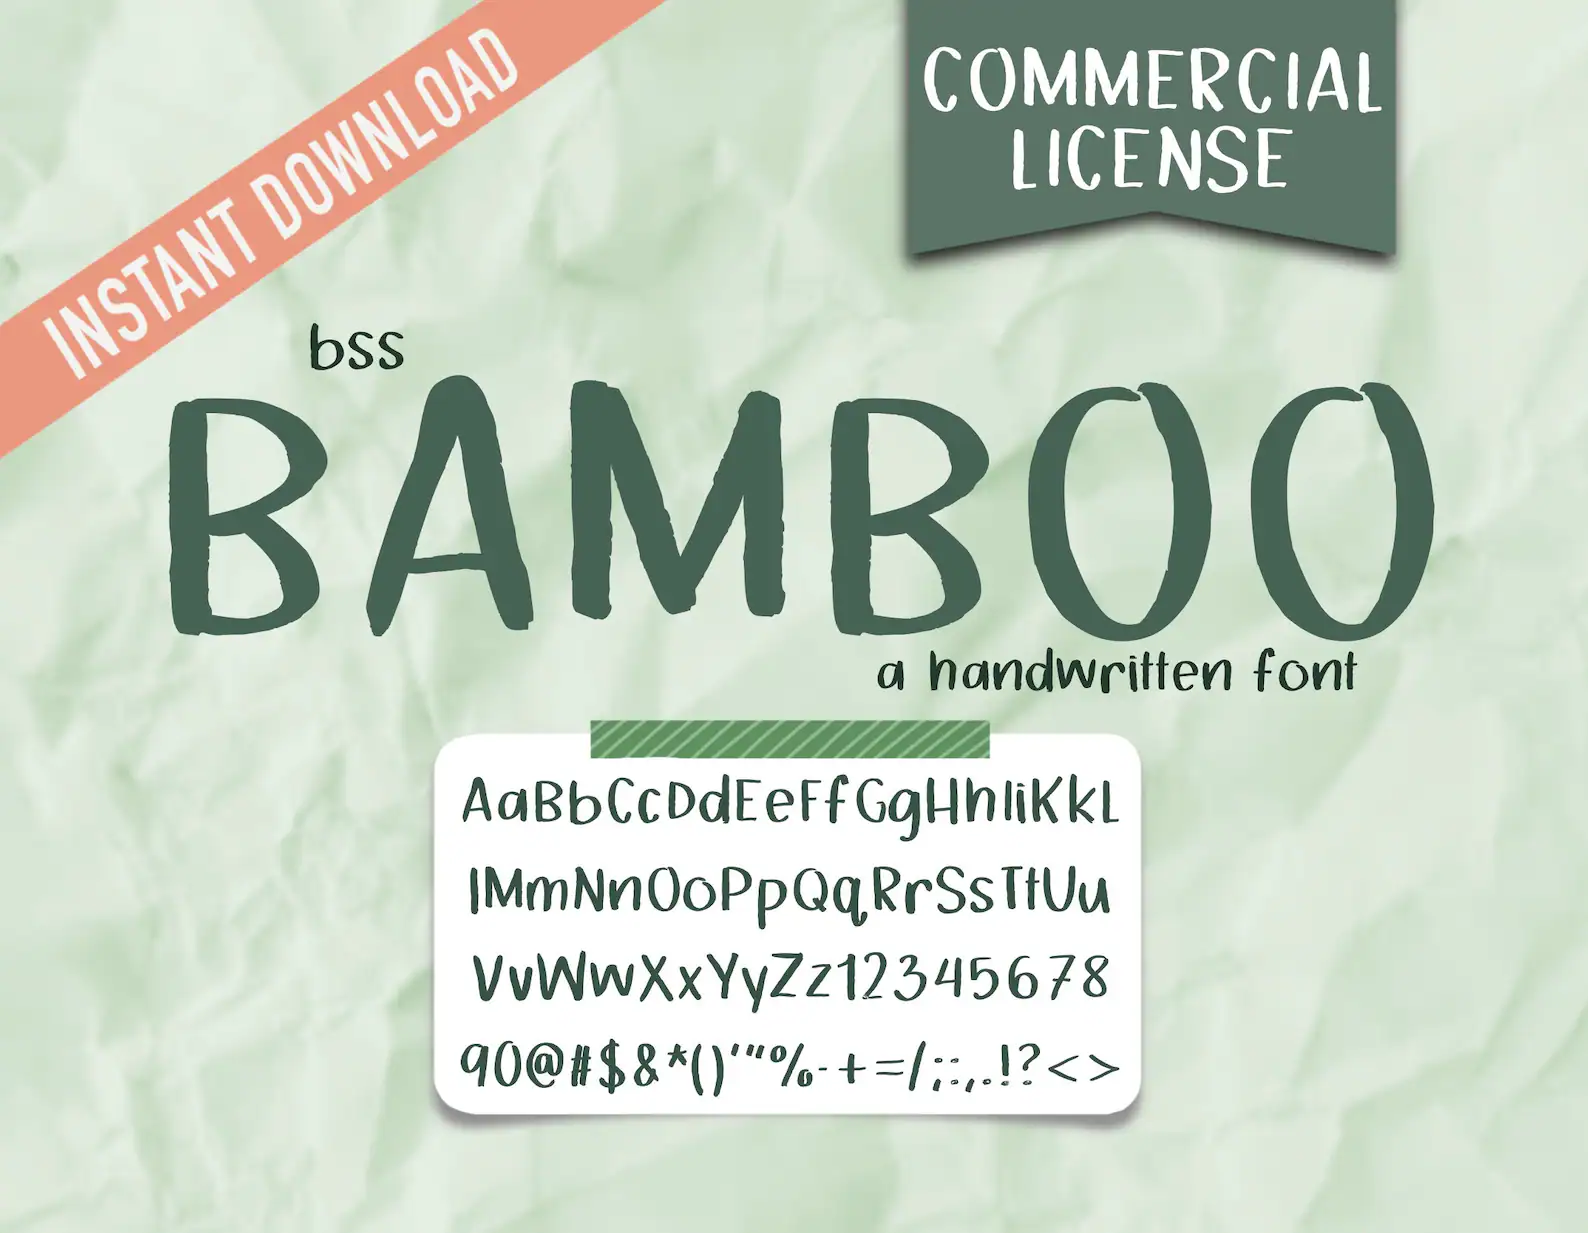 INSTANT DOWNLOAD
COMMERCIAL
LICENSE
bss
BAMBOO
a handwritten font
AaBbCcDdEeFfGgHhIiKkL
lMmNnOoPpQqRrSsTtUu
VvWwXxYyZz12345678
90@#$&*()'"%-+=/;:,.!?<>